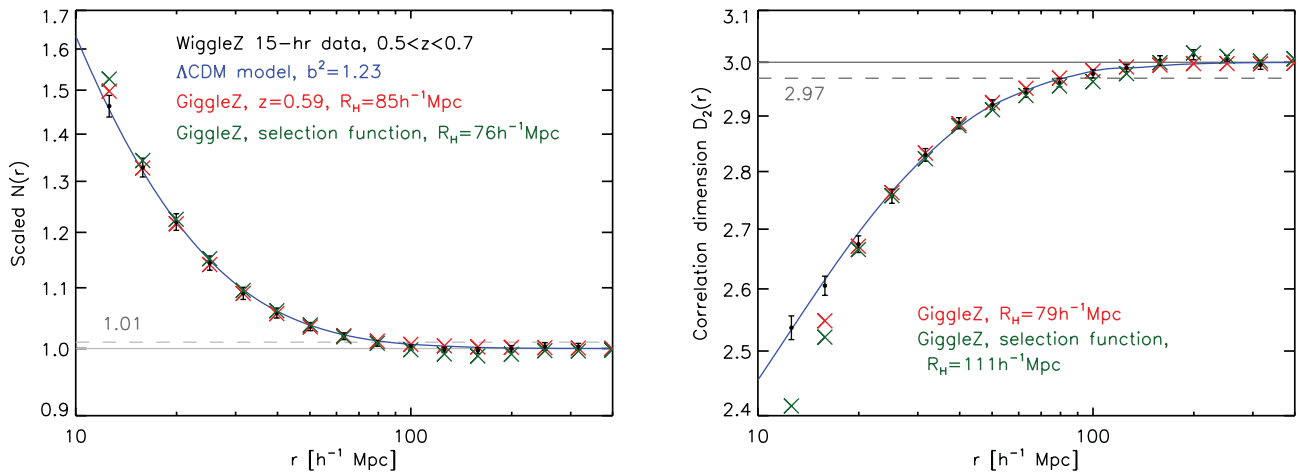 1.7
1.6
1.5
1.4
1.3
1.2
1.1
1.0
0.9
Scaled N(r)
WiggleZ 15-hr data, 0.5<z<0.7
ΛCDM model, b²=1.23
GiggleZ, z=0.59, R_H=85h⁻¹Mpc
GiggleZ, selection function, R_H=76h⁻¹Mpc
1.01
10
100
r [h⁻¹ Mpc]
3.1
3.0
2.9
2.8
2.7
2.6
2.5
2.4
Correlation dimension D₂(r)
2.97
GiggleZ, R_H=79h⁻¹Mpc
GiggleZ, selection function,
R_H=111h⁻¹Mpc
10
100
r [h⁻¹ Mpc]